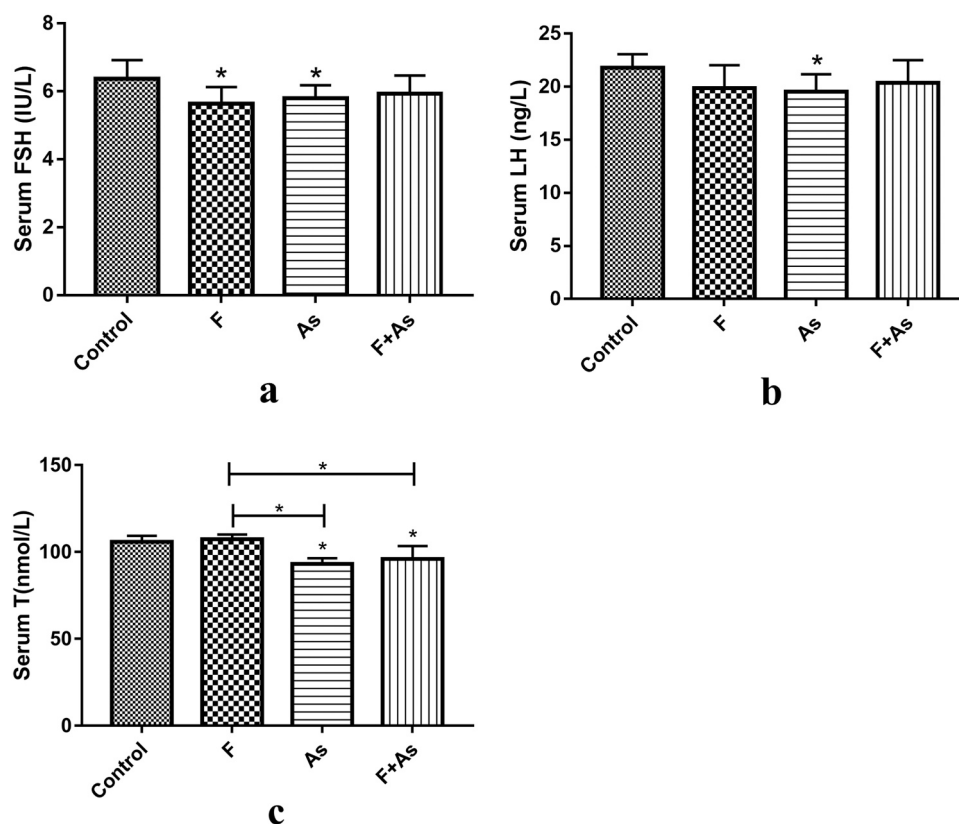 Serum FSH (IU/L)
8
6
4
2
0
*
*
Control
F
As
F+As
a
Serum LH (ng/L)
25
20
15
10
5
0
*
Control
F
As
F+As
b
Serum T(nmol/L)
150
100
50
0
*
*
*
*
Control
F
As
F+As
c